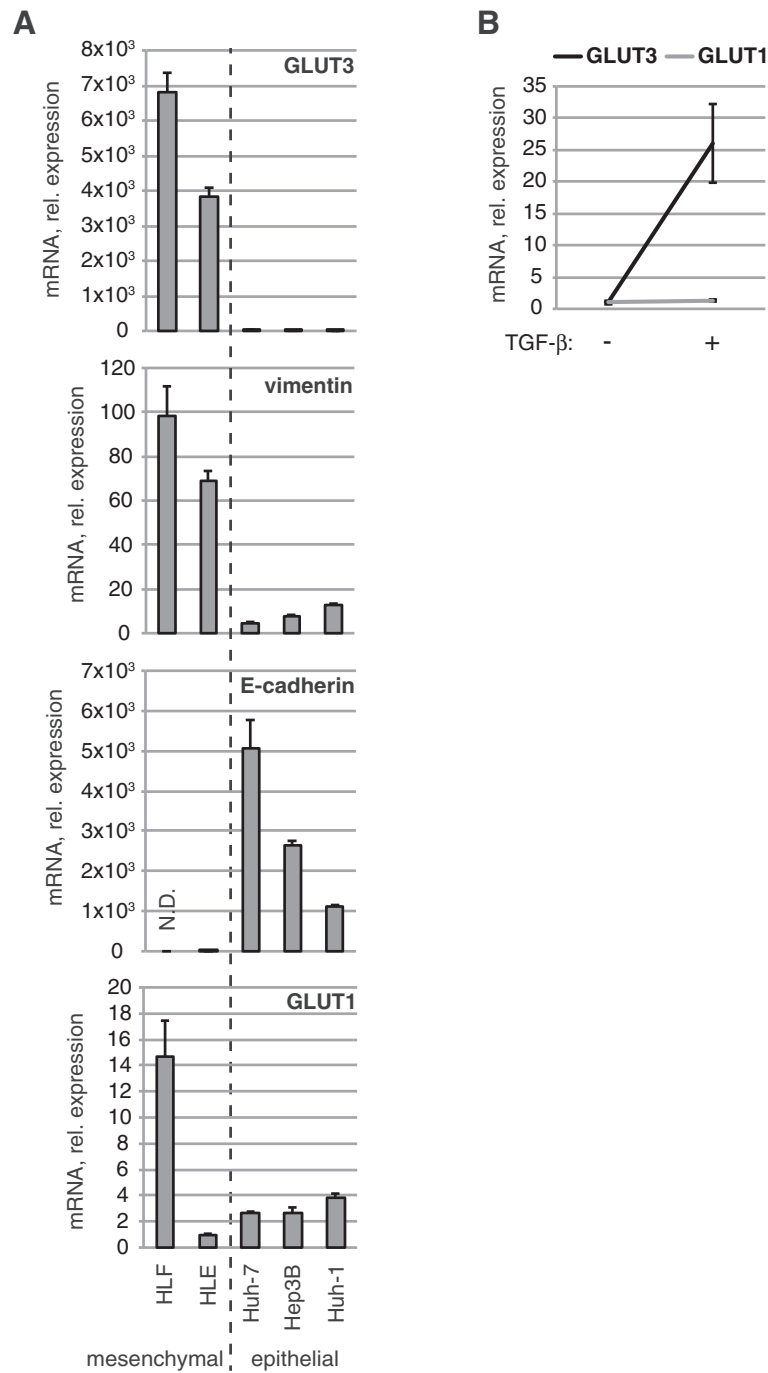 A
GLUT3
mRNA, rel. expression
8x10³
7x10³
6x10³
5x10³
4x10³
3x10³
2x10³
1x10³
0
vimentin
mRNA, rel. expression
120
100
80
60
40
20
0
E-cadherin
mRNA, rel. expression
7x10³
6x10³
5x10³
4x10³
3x10³
2x10³
1x10³
0
N.D.
GLUT1
mRNA, rel. expression
20
18
16
14
12
10
8
6
4
2
0
HLF
HLE
Huh-7
Hep3B
Huh-1
mesenchymal epithelial
B
GLUT3 GLUT1
mRNA, rel. expression
35
30
25
20
15
10
5
0
TGF-β: - +